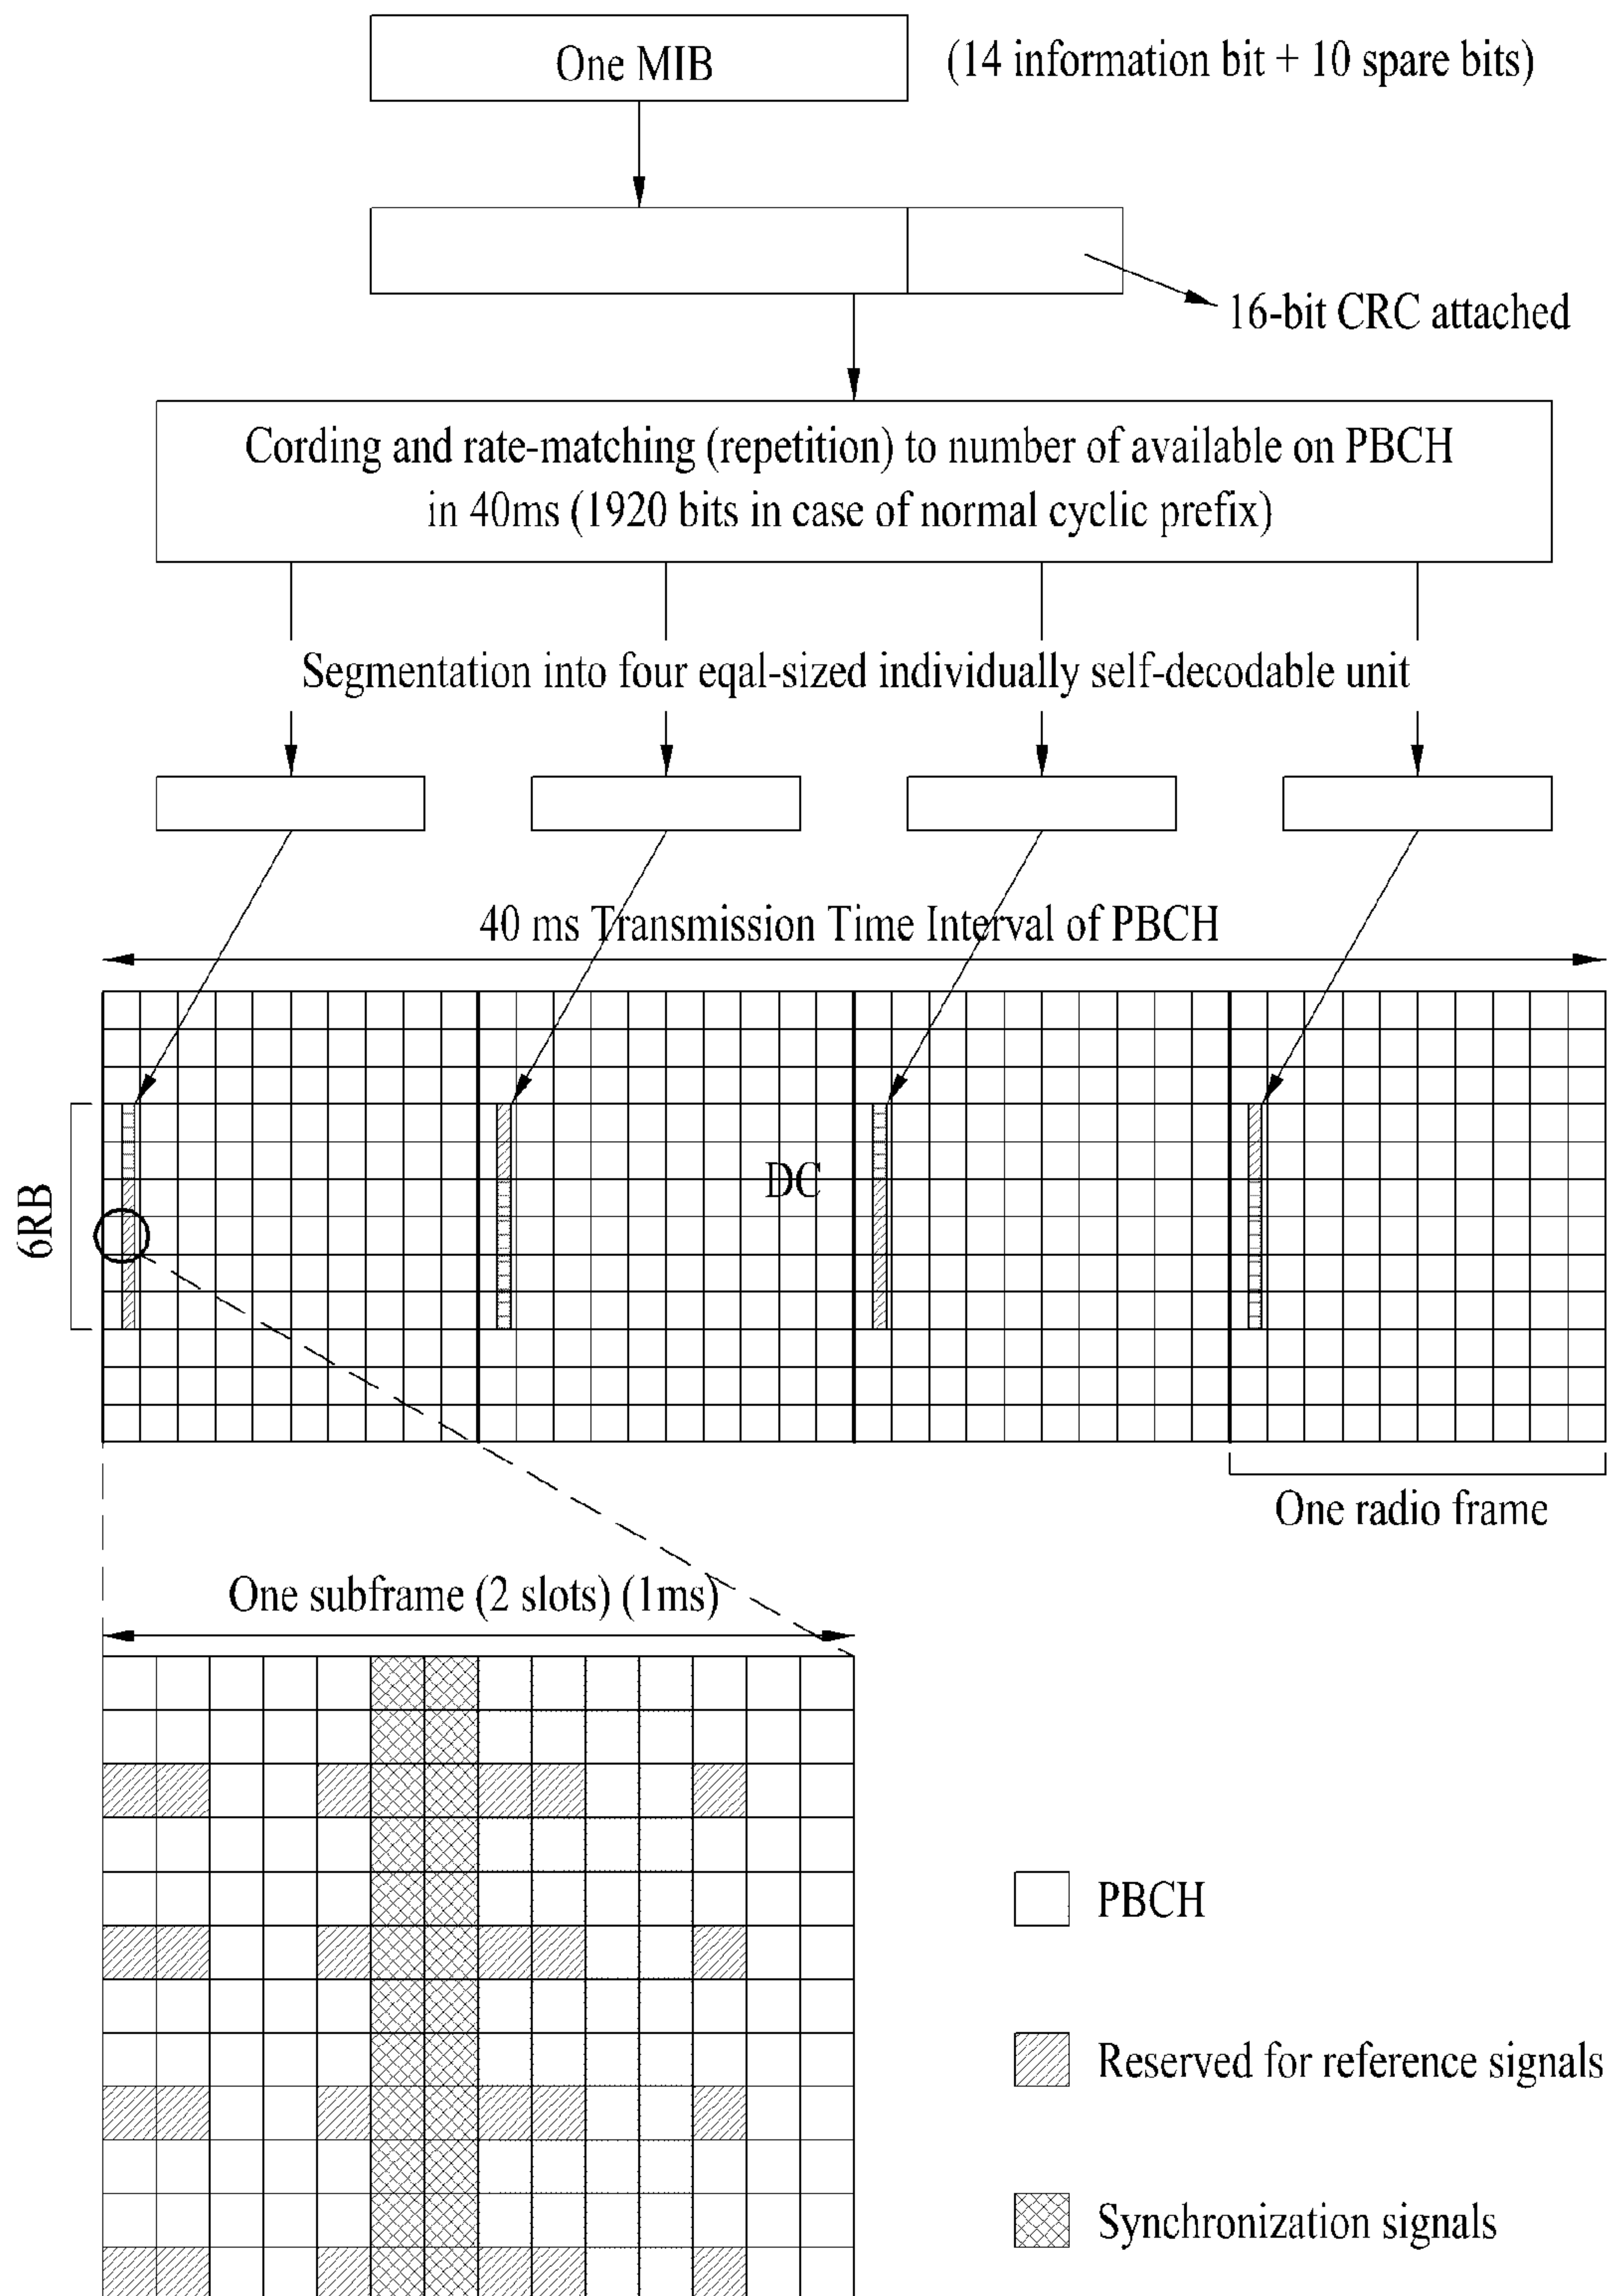 One MIB
(14 information bit + 10 spare bits)
16-bit CRC attached
Cording and rate-matching (repetition) to number of available on PBCH
in 40ms (1920 bits in case of normal cyclic prefix)
Segmentation into four eqal-sized individually self-decodable unit
40 ms Transmission Time Interval of PBCH
6RB
DC
One radio frame
One subframe (2 slots) (1ms)
PBCH
Reserved for reference signals
Synchronization signals